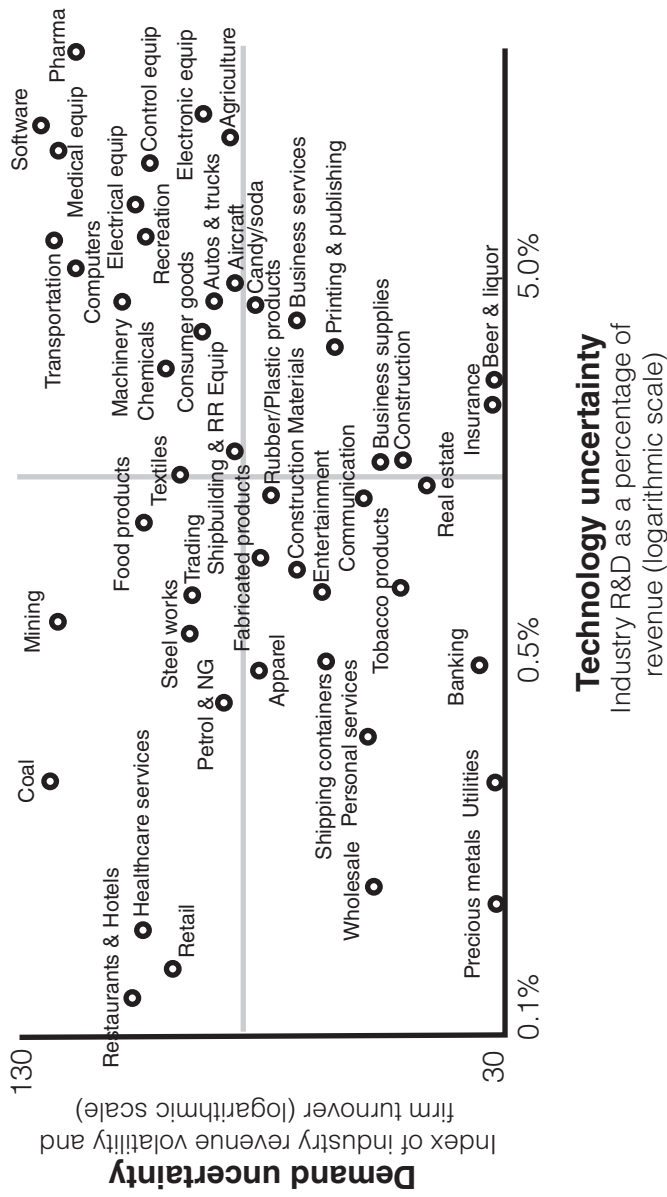 Demand uncertainty
Index of industry revenue volatility and
firm turnover (logarithmic scale)
130
30
Coal
Mining
Transportation
Computers
Software
Medical equip
Pharma
Restaurants & Hotels
Healthcare services
Retail
Food products
Textiles
Machinery
Chemicals
Electrical equip
Recreation
Control equip
Steel works
Trading
Petrol & NG
Shipbuilding & RR Equip
Consumer goods
Autos & trucks
Aircraft
Electronic equip
Agriculture
Fabricated products
Apparel
Rubber/Plastic products
Candy/soda
Construction Materials
Business services
Entertainment
Printing & publishing
Shipping containers
Personal services
Wholesale
Communication
Tobacco products
Business supplies
Construction
Real estate
Banking
Insurance
Beer & liquor
Precious metals
Utilities
0.1%
0.5%
5.0%
Technology uncertainty
Industry R&D as a percentage of
revenue (logarithmic scale)